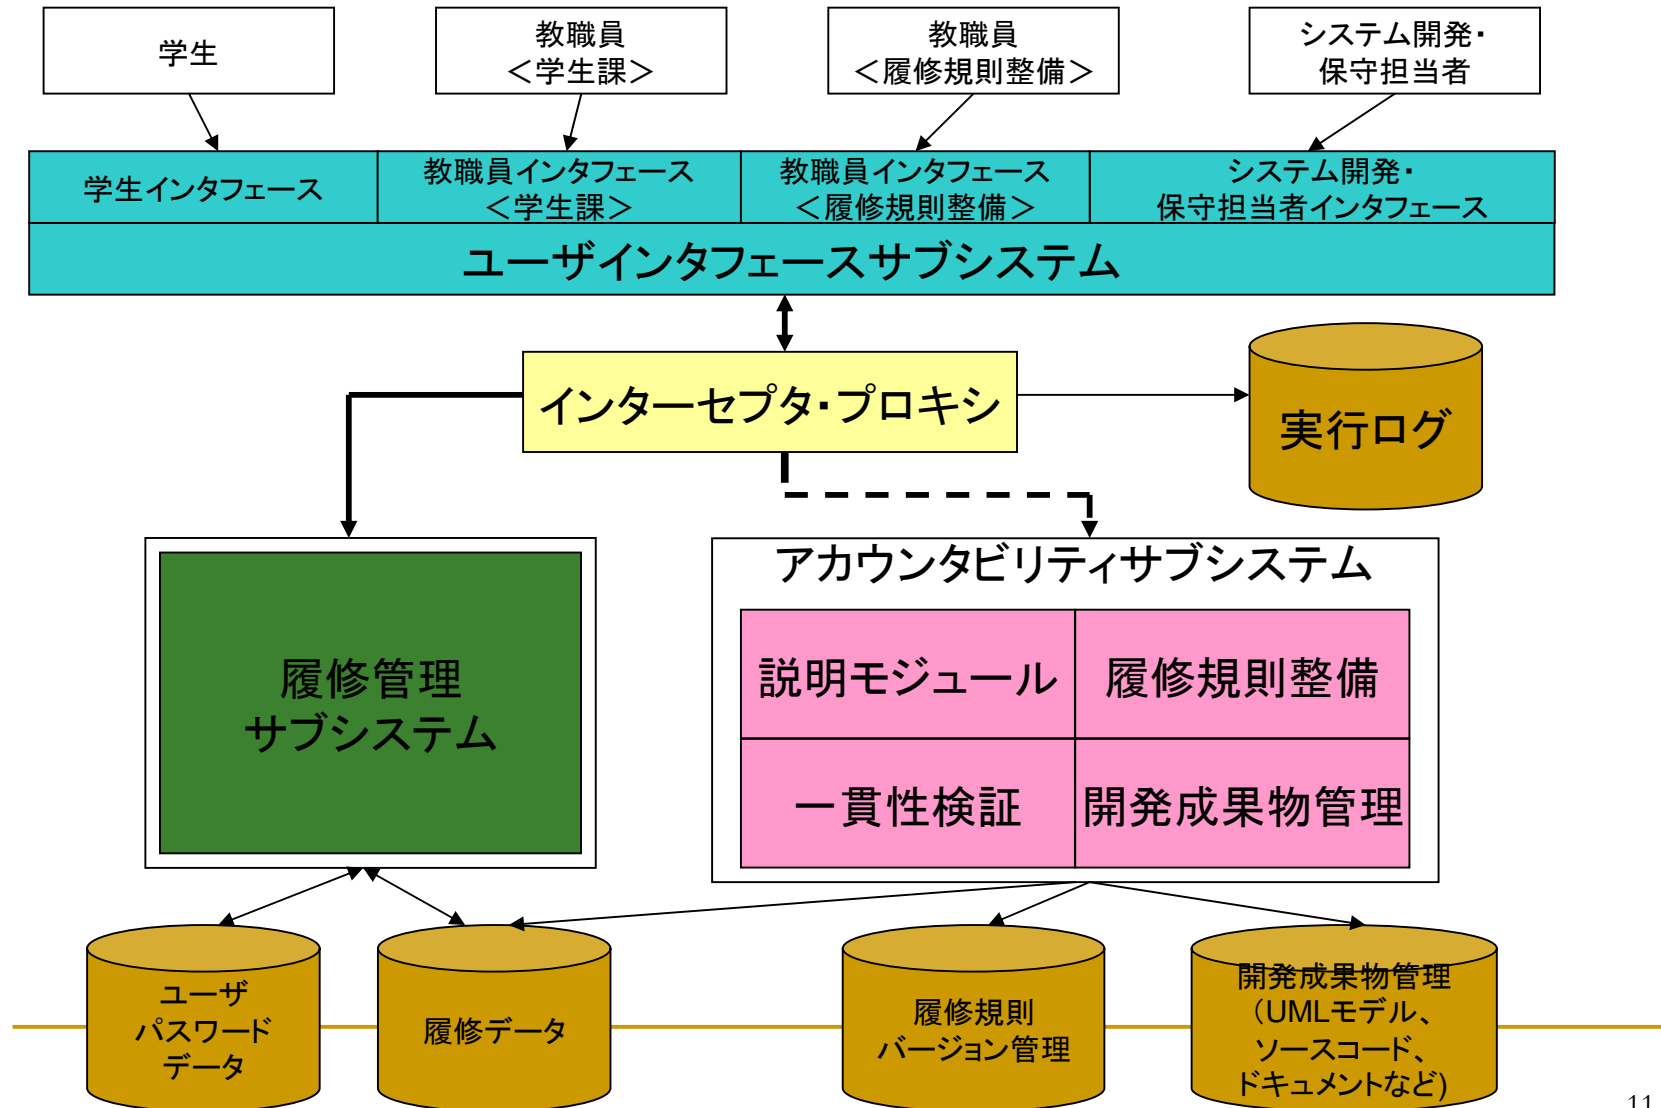 学生
教職員
＜学生課＞
教職員
＜履修規則整備＞
システム開発・
保守担当者
学生インタフェース
教職員インタフェース
＜学生課＞
教職員インタフェース
＜履修規則整備＞
システム開発・
保守担当者インタフェース
ユーザインタフェースサブシステム
インターセプタ・プロキシ
実行ログ
履修管理
サブシステム
アカウンタビリティサブシステム
説明モジュール
履修規則整備
一貫性検証
開発成果物管理
ユーザ
パスワード
データ
履修データ
履修規則
バージョン管理
開発成果物管理
（UMLモデル、
ソースコード、
ドキュメントなど)
11